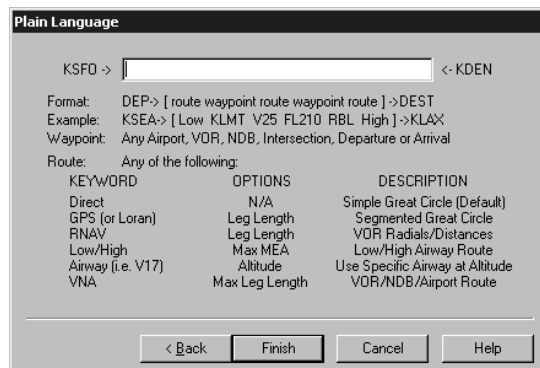 Plain Language
KSFO -> <- KDEN
Format: DEP-> [ route waypoint route waypoint route ] ->DEST
Example: KSEA-> [ Low KLMT V25 FL210 RBL High ] ->KLAX
Waypoint: Any Airport, VOR, NDB, Intersection, Departure or Arrival
Route: Any of the following:
KEYWORD OPTIONS DESCRIPTION
Direct N/A Simple Great Circle (Default)
GPS (or Loran) Leg Length Segmented Great Circle
RNAV Leg Length VOR Radials/Distances
Low/High Max MEA Low/High Airway Route
Airway (i.e. V17) Altitude Use Specific Airway at Altitude
VNA Max Leg Length VOR/NDB/Airport Route
< Back Finish Cancel Help